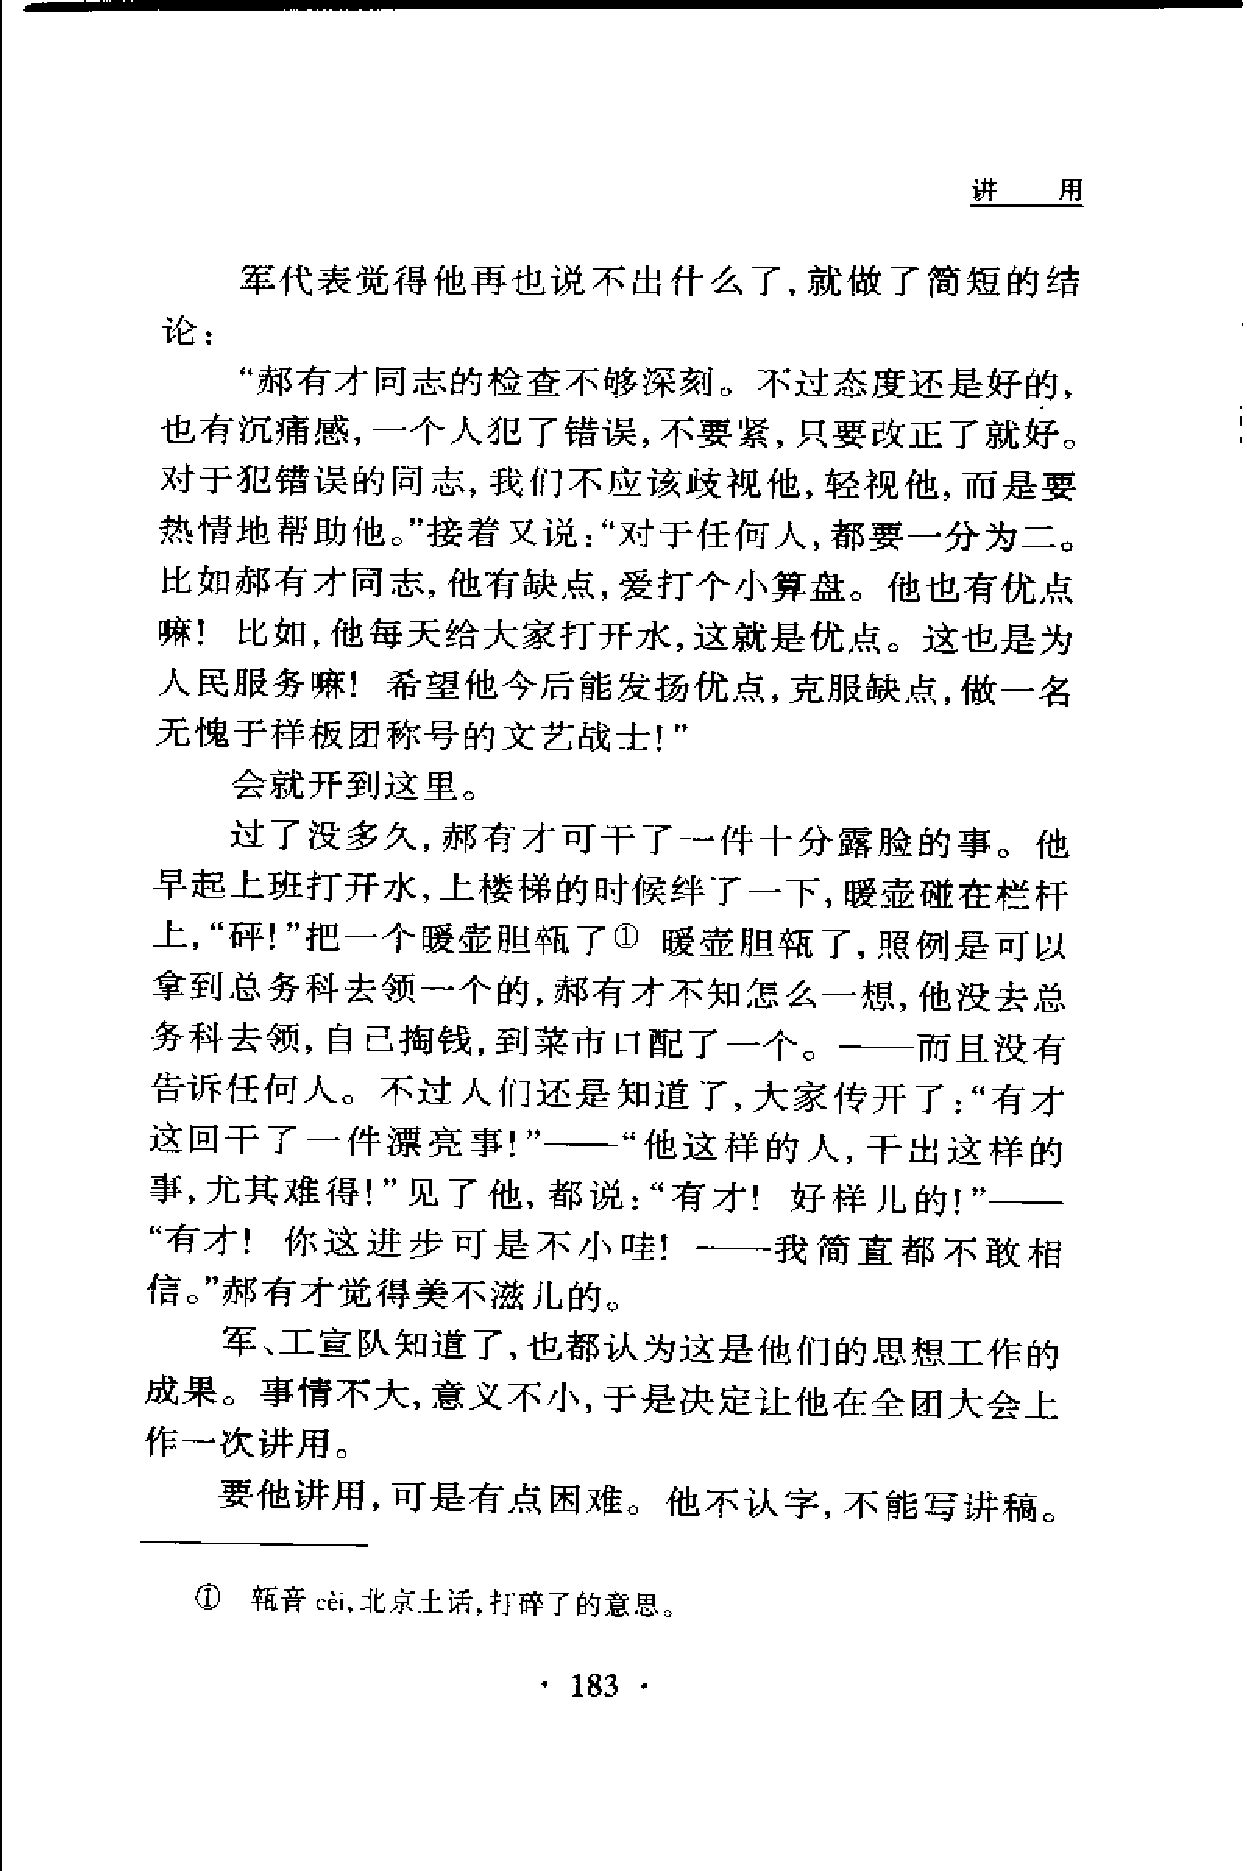 讲　用
军代表觉得他再也说不出什么了,就做了简短的结
论:
“郝有才同志的检查不够深刻。不过态度还是好的,
也有沉痛感,一个人犯了错误,不要紧,只要改正了就好。
对于犯错误的同志,我们不应该歧视他,轻视他,而是要
热情地帮助他。”接着又说:“对于任何人,都要一分为二。
比如郝有才同志,他有缺点,爱打个小算盘。他也有优点
嘛! 比如,他每天给大家打开水,这就是优点。这也是为
人民服务嘛! 希望他今后能发扬优点,克服缺点,做一名
无愧于样板团称号的文艺战士!”
会就开到这里。
过了没多久,郝有才可干了一件十分露脸的事。他
早起上班打开水,上楼梯的时候绊了一下,暖壶碰在栏杆
上,“砰!”把一个暖壶胆㼽了① 暖壶胆㼽了,照例是可以
拿到总务科去领一个的,郝有才不知怎么一想,他没去总
务科去领,自己掏钱,到菜市口配了一个。——而且没有
告诉任何人。不过人们还是知道了,大家传开了:“有才
这回干了一件漂亮事!”——“他这样的人,干出这样的
事,尤其难得!”见了他,都说:“有才! 好样儿的!”——
“有才! 你这进步可是不小哇! ——我简直都不敢相
信。”郝有才觉得美不滋儿的。
军、工宣队知道了,也都认为这是他们的思想工作的
成果。事情不大,意义不小,于是决定让他在全团大会上
作一次讲用。
要他讲用,可是有点困难。他不认字,不能写讲稿。
① 㼽音cèi,北京土话,打碎了的意思。
· 183 ·